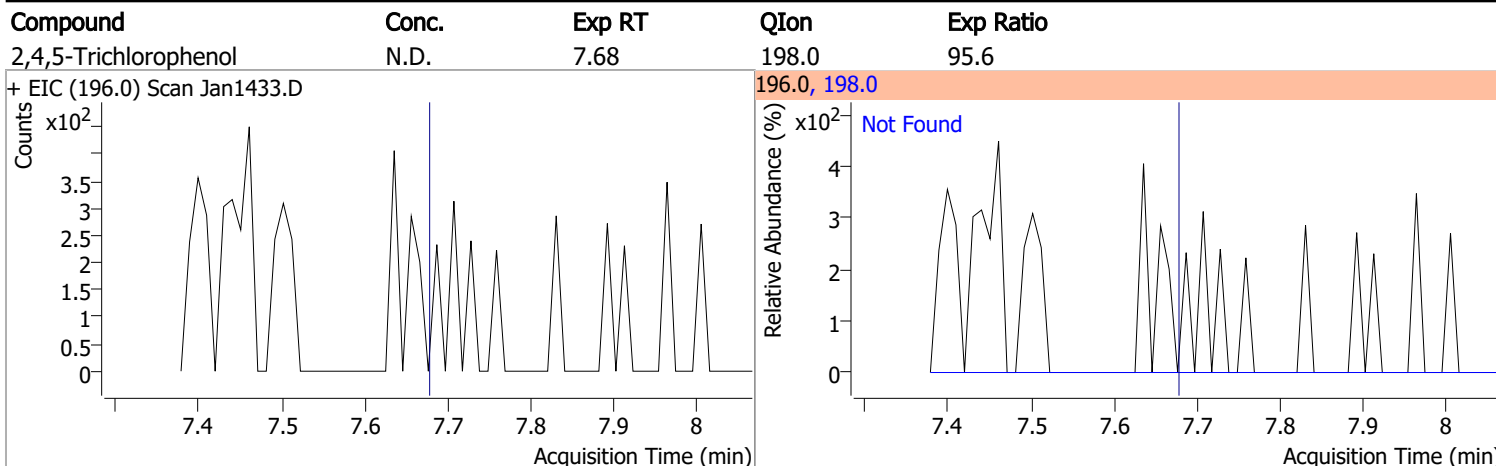 Compound Conc. Exp RT QIon Exp Ratio
2,4,5-Trichlorophenol N.D. 7.68 198.0 95.6
+ EIC (196.0) Scan Jan1433.D
Counts
x10²
3.5
3
2.5
2
1.5
1
0.5
0
7.4 7.5 7.6 7.7 7.8 7.9 8
Acquisition Time (min)
196.0, 198.0
Relative Abundance (%)
x10²
Not Found
4
3
2
1
0
7.4 7.5 7.6 7.7 7.8 7.9 8
Acquisition Time (min)